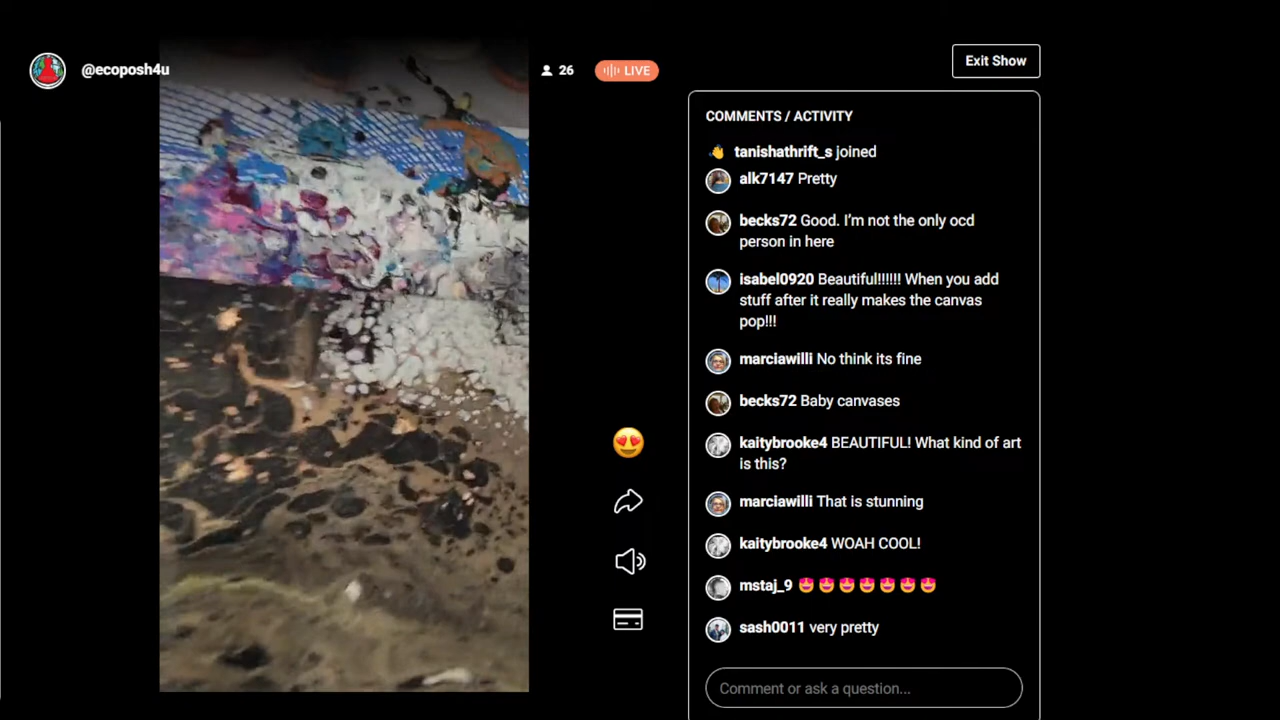 @ecoposh4u
26
LIVE
Exit Show
COMMENTS / ACTIVITY
tanishathrift_s joined
alk7147 Pretty
becks72 Good. I'm not the only ocd
person in here
isabel0920 Beautiful!!!!!! When you add
stuff after it really makes the canvas
pop!!!
marciawilli No think its fine
becks72 Baby canvases
kaitybrooke4 BEAUTIFUL! What kind of art
is this?
marciawilli That is stunning
kaitybrooke4 WOAH COOL!
mstaj_9 😍😍😍😍😍😍😍
sash0011 very pretty
Comment or ask a question...